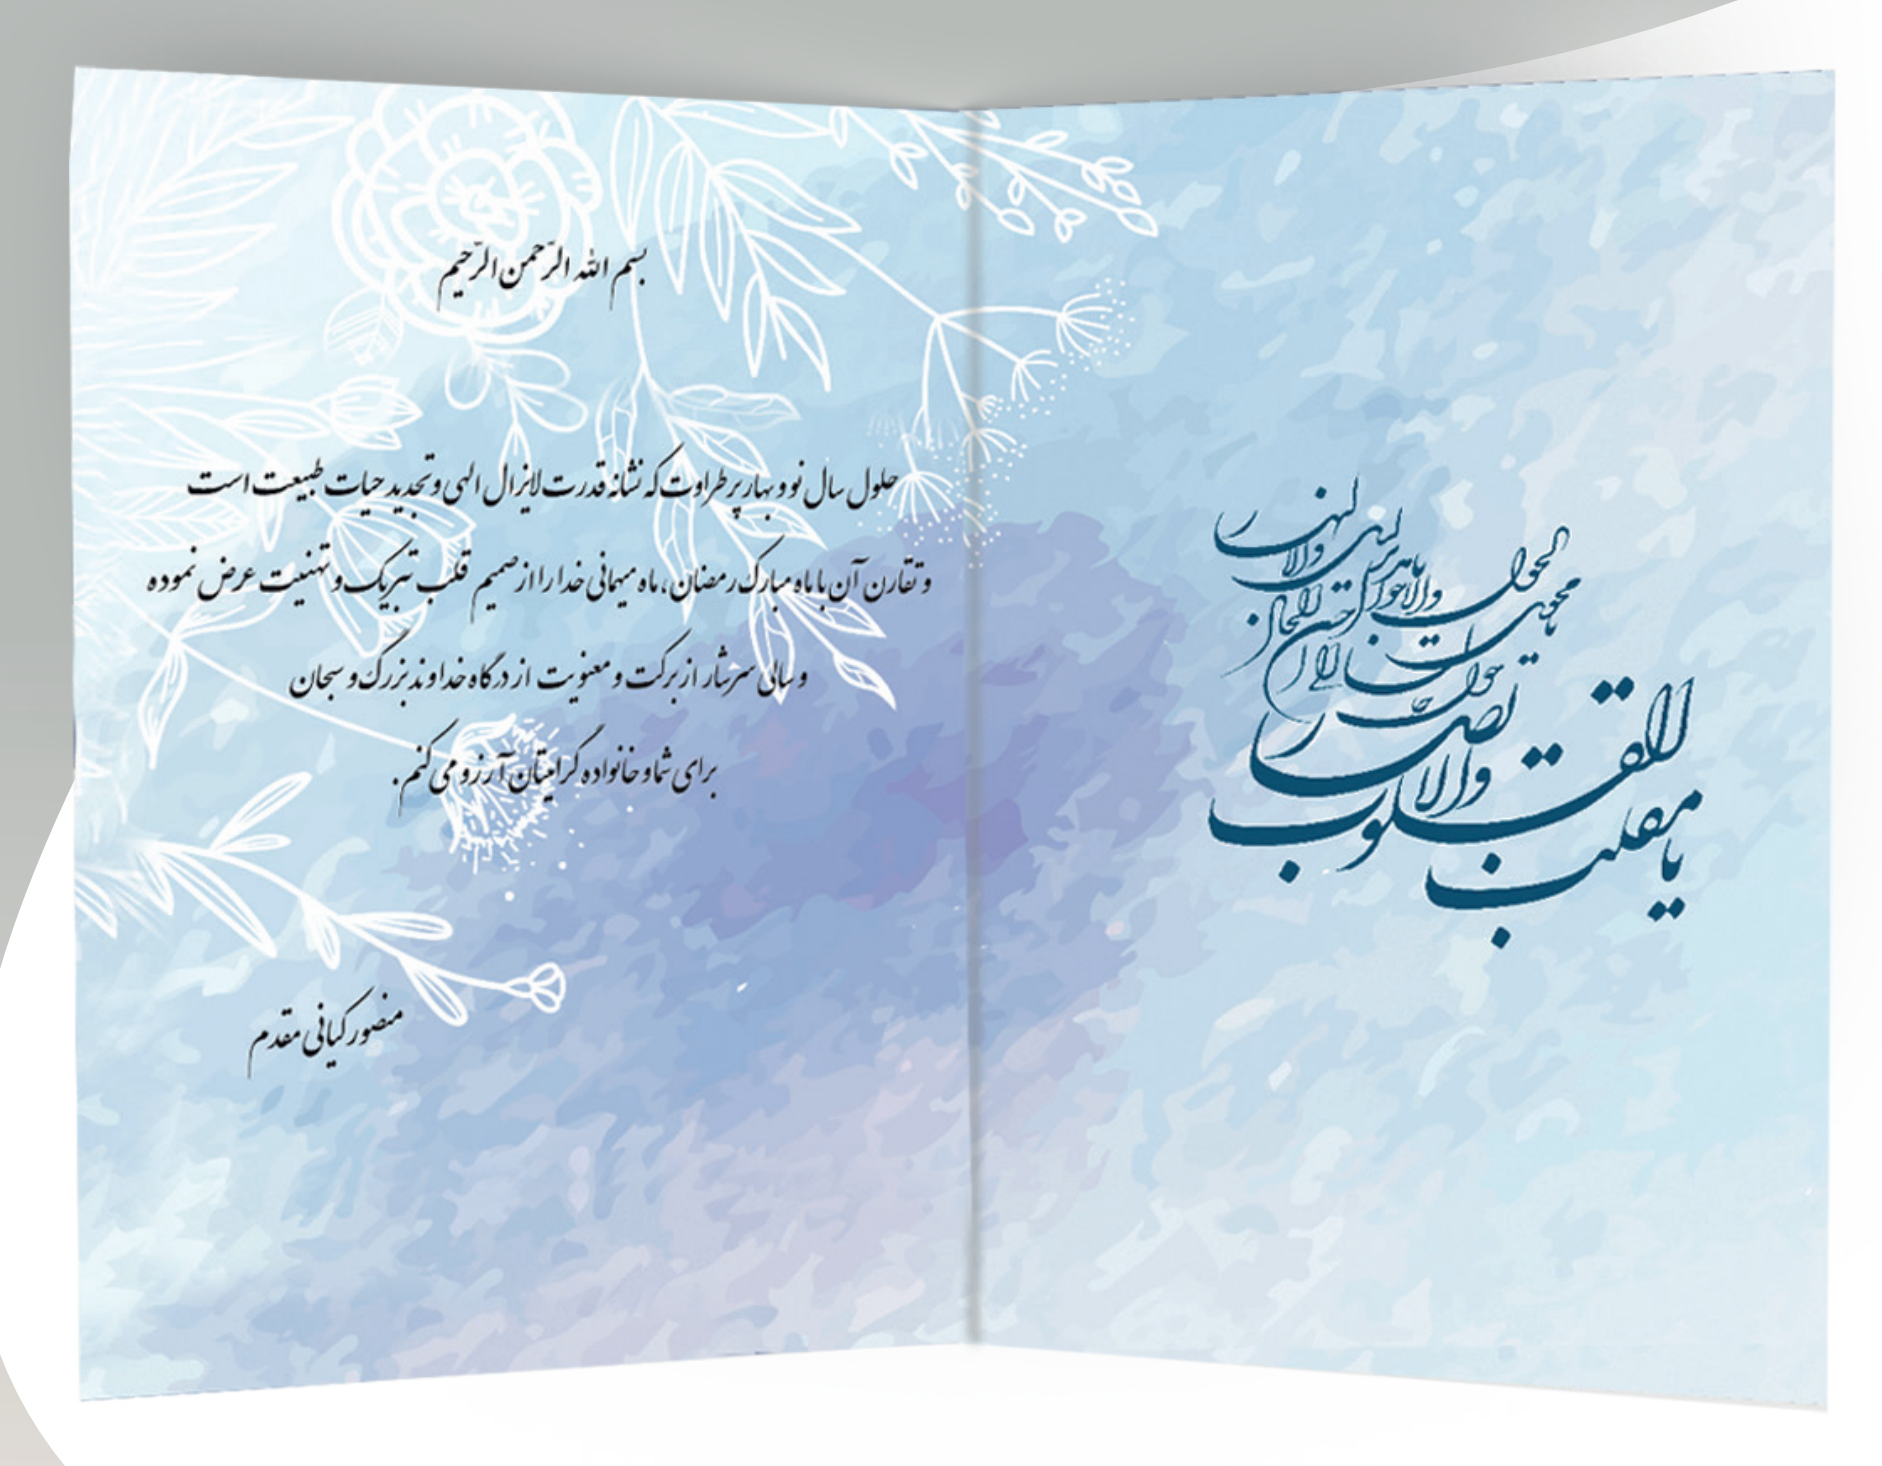 یا مقلب القلوب والابصار
یا مدبر اللیل والنهار
یا محول الحول والاحوال
حول حالنا الی احسن الحال
بسم الله الرّحمن الرّحیم
حلول سال نو و بهار پر طراوت که نشانه قدرت لایزال الهی و تجدید حیات طبیعت است
و تقارن آن با ماه مبارک رمضان، ماه میهمانی خدا را از صمیم قلب تبریک و تهنیت عرض نموده
و سالی سرشار از برکت و معنویت از درگاه خداوند بزرگ و سبحان
برای شما و خانواده گرامیتان آرزو می کنم.
منصور کیانی مقدم